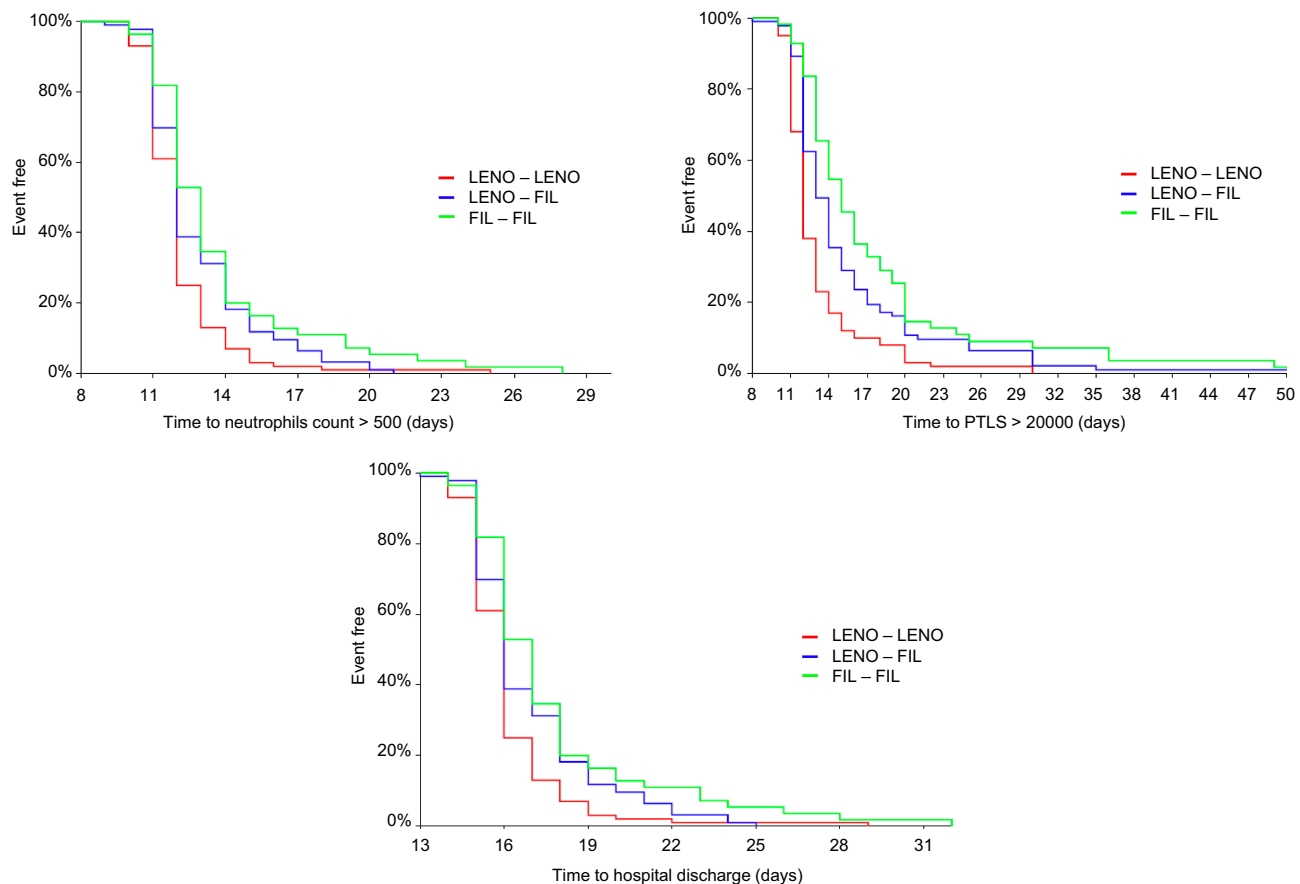 100%
80%
60%
40%
20%
0%
Event free
8 11 14 17 20 23 26 29
Time to neutrophils count > 500 (days)
LENO – LENO
LENO – FIL
FIL – FIL
100%
80%
60%
40%
20%
0%
Event free
8 11 14 17 20 23 26 30 32 35 38 41 44 47 50
Time to PTLS > 20000 (days)
LENO – LENO
LENO – FIL
FIL – FIL
100%
80%
60%
40%
20%
0%
Event free
13 16 19 22 25 28 31
Time to hospital discharge (days)
LENO – LENO
LENO – FIL
FIL – FIL